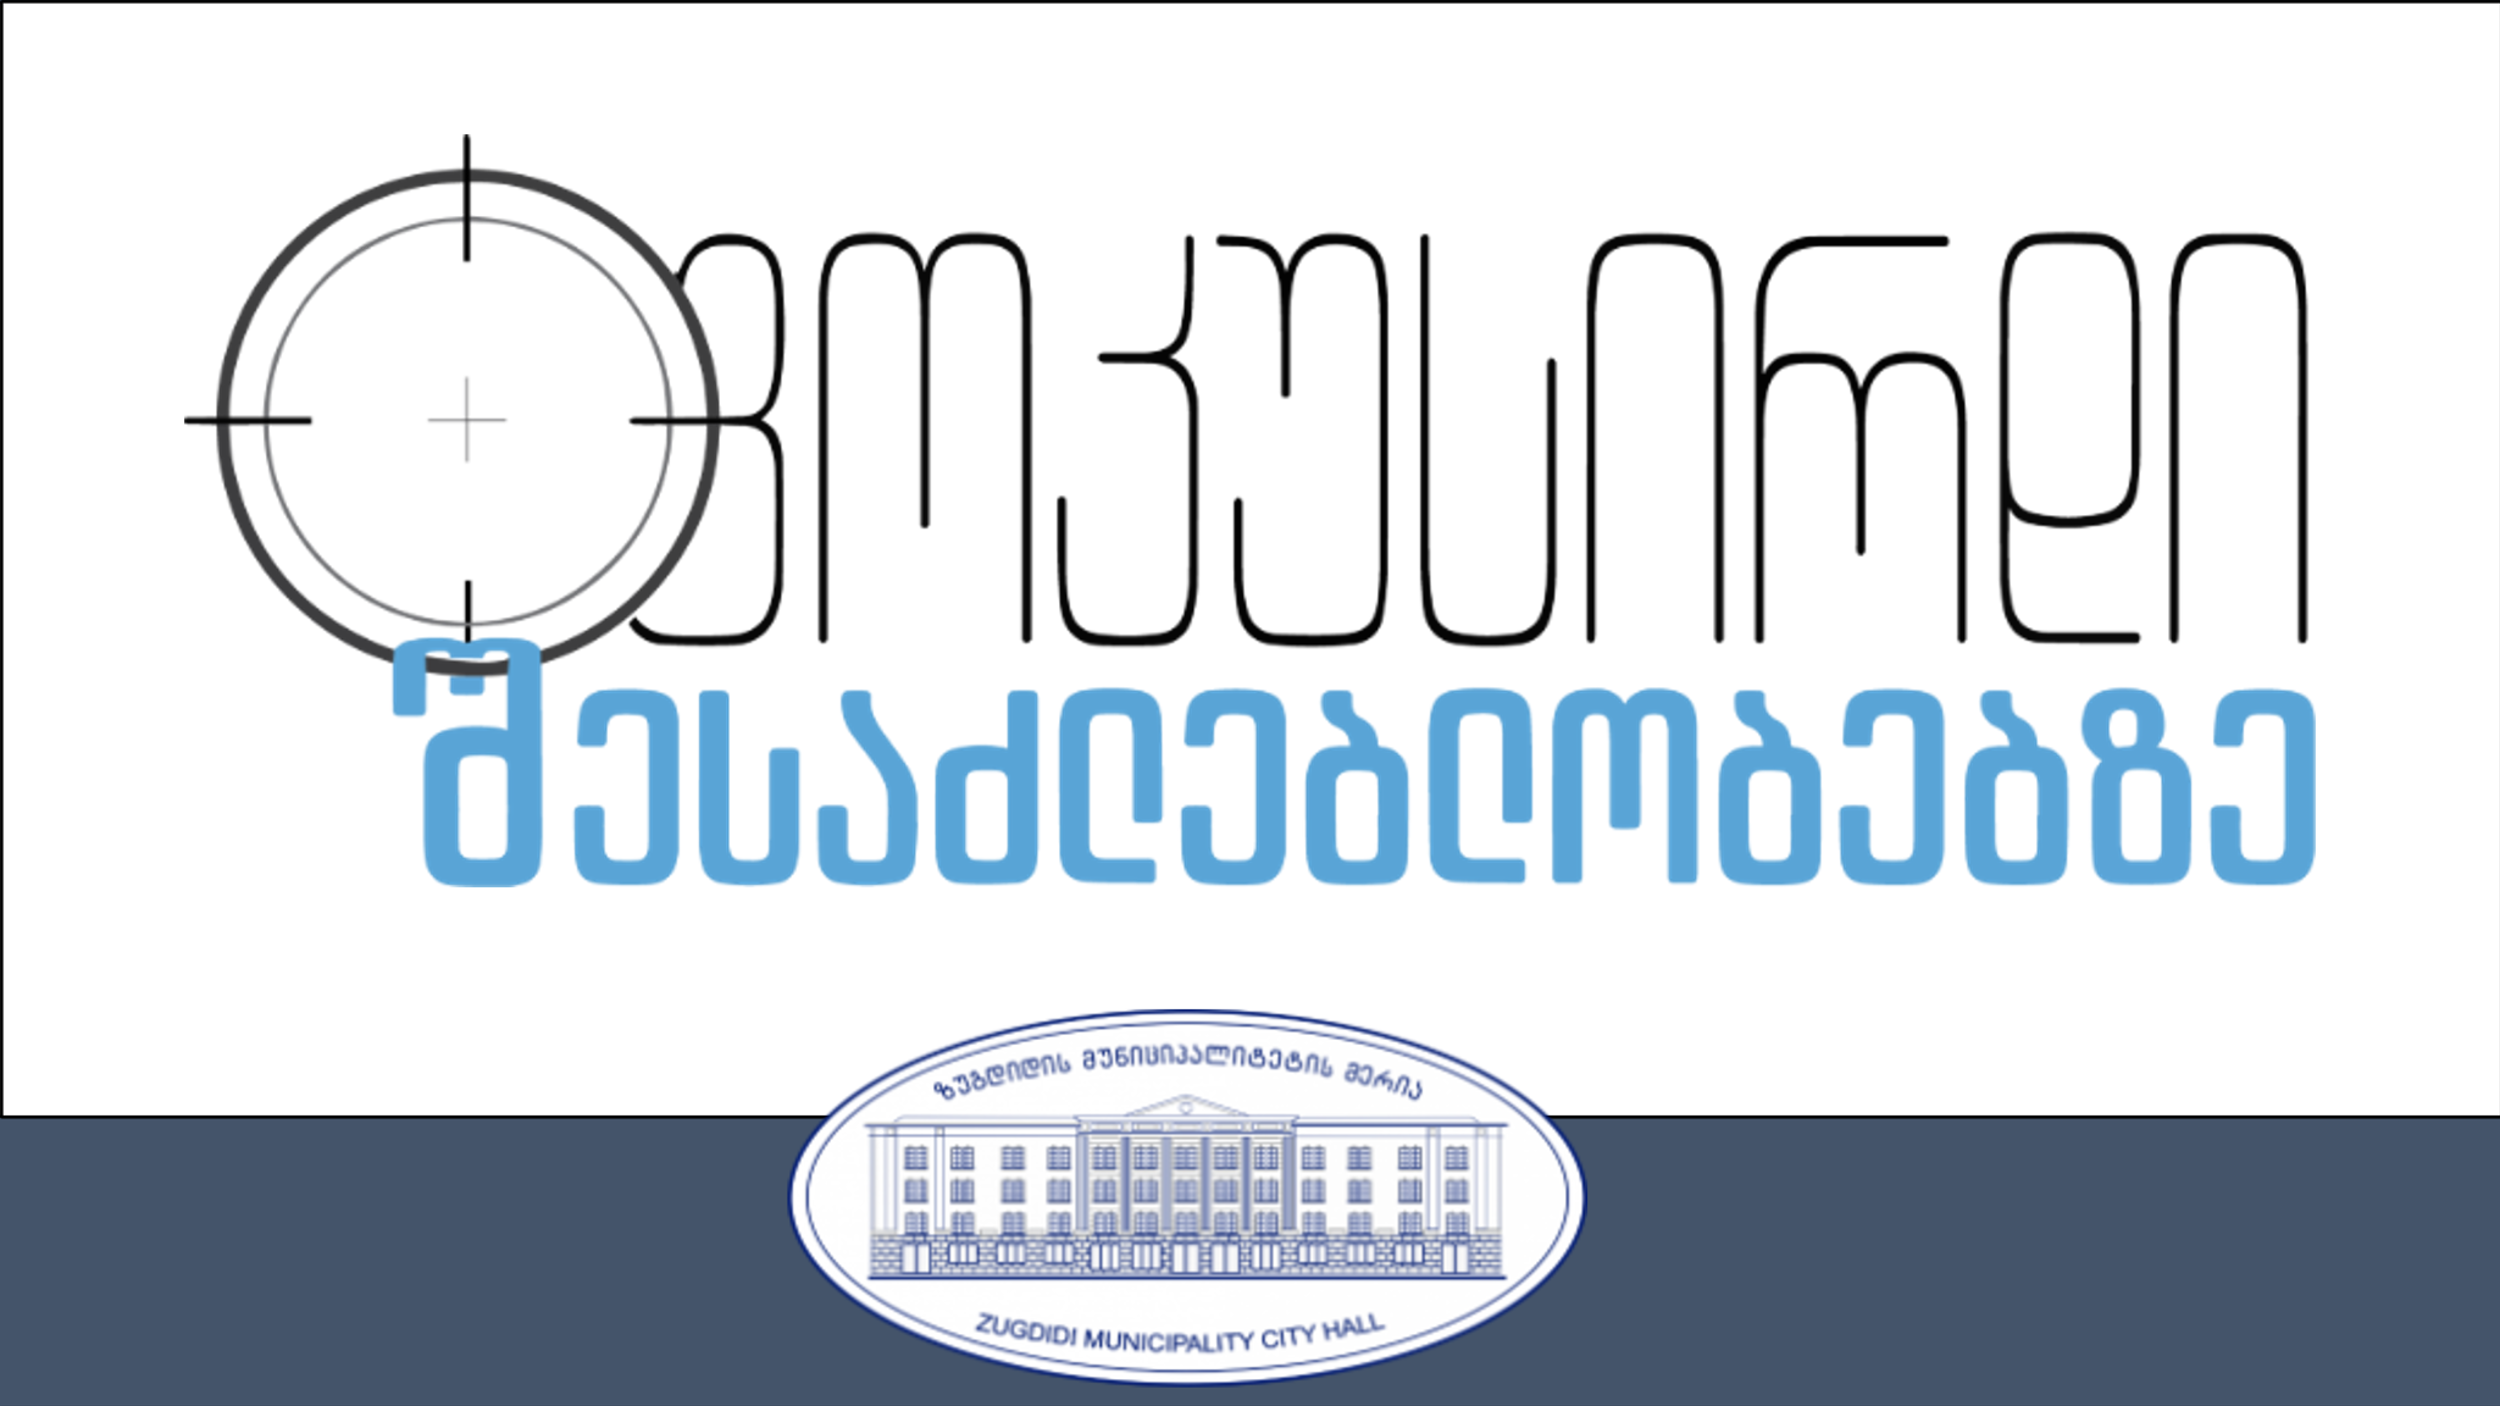 ფოკუსირდი
შესაძლებლობებზე
ზუგდიდის მუნიციპალიტეტის მერია
ZUGDIDI MUNICIPALITY CITY HALL